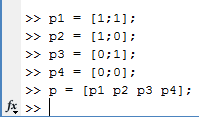 >> p1 = [1;1];
>> p2 = [1;0];
>> p3 = [0;1];
>> p4 = [0;0];
>> p = [p1 p2 p3 p4];
fx >>